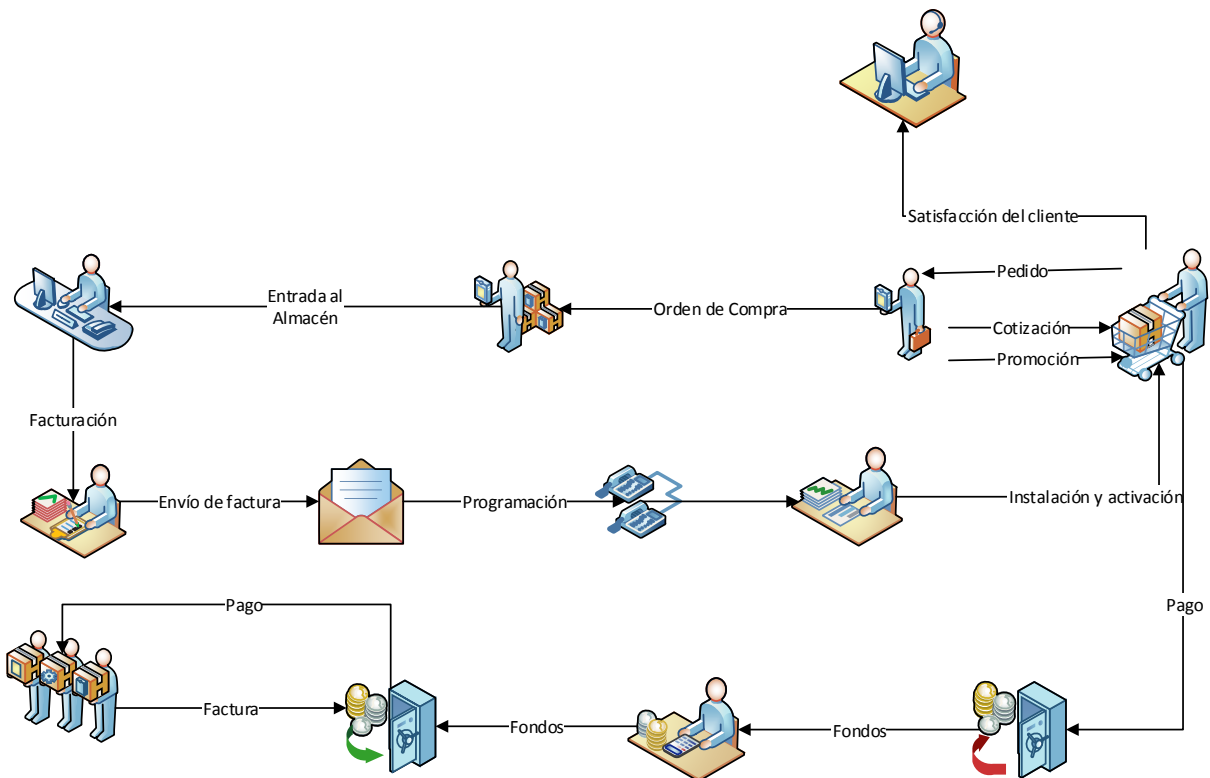 Satisfacción del cliente
Pedido
Entrada al
Almacén
Orden de Compra
Cotización
Promoción
Facturación
Envío de factura
Programación
Instalación y activación
Pago
Pago
Factura
Fondos
Fondos